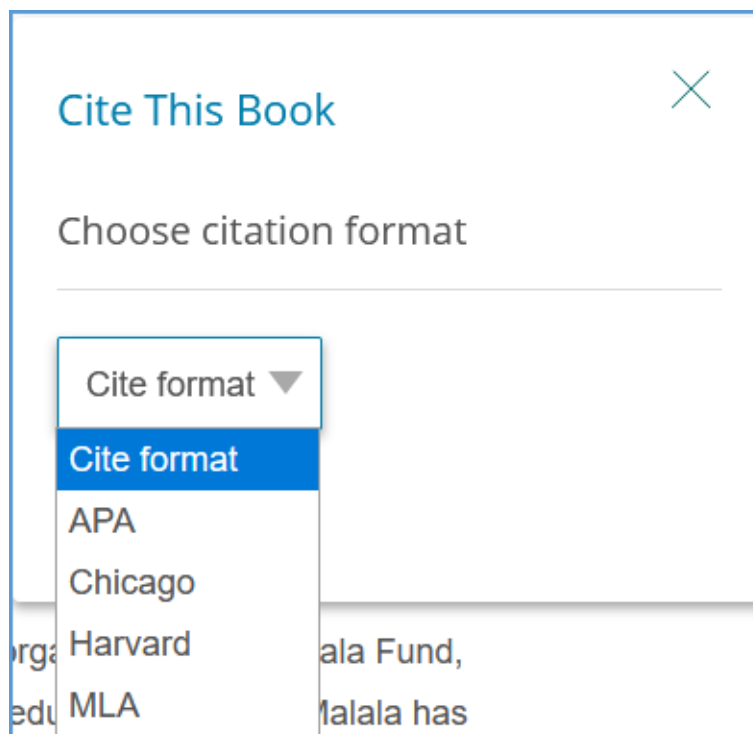 Cite This Book
Choose citation format
Cite format
Cite format
APA
Chicago
Harvard
ala Fund,
MLA
Malala has